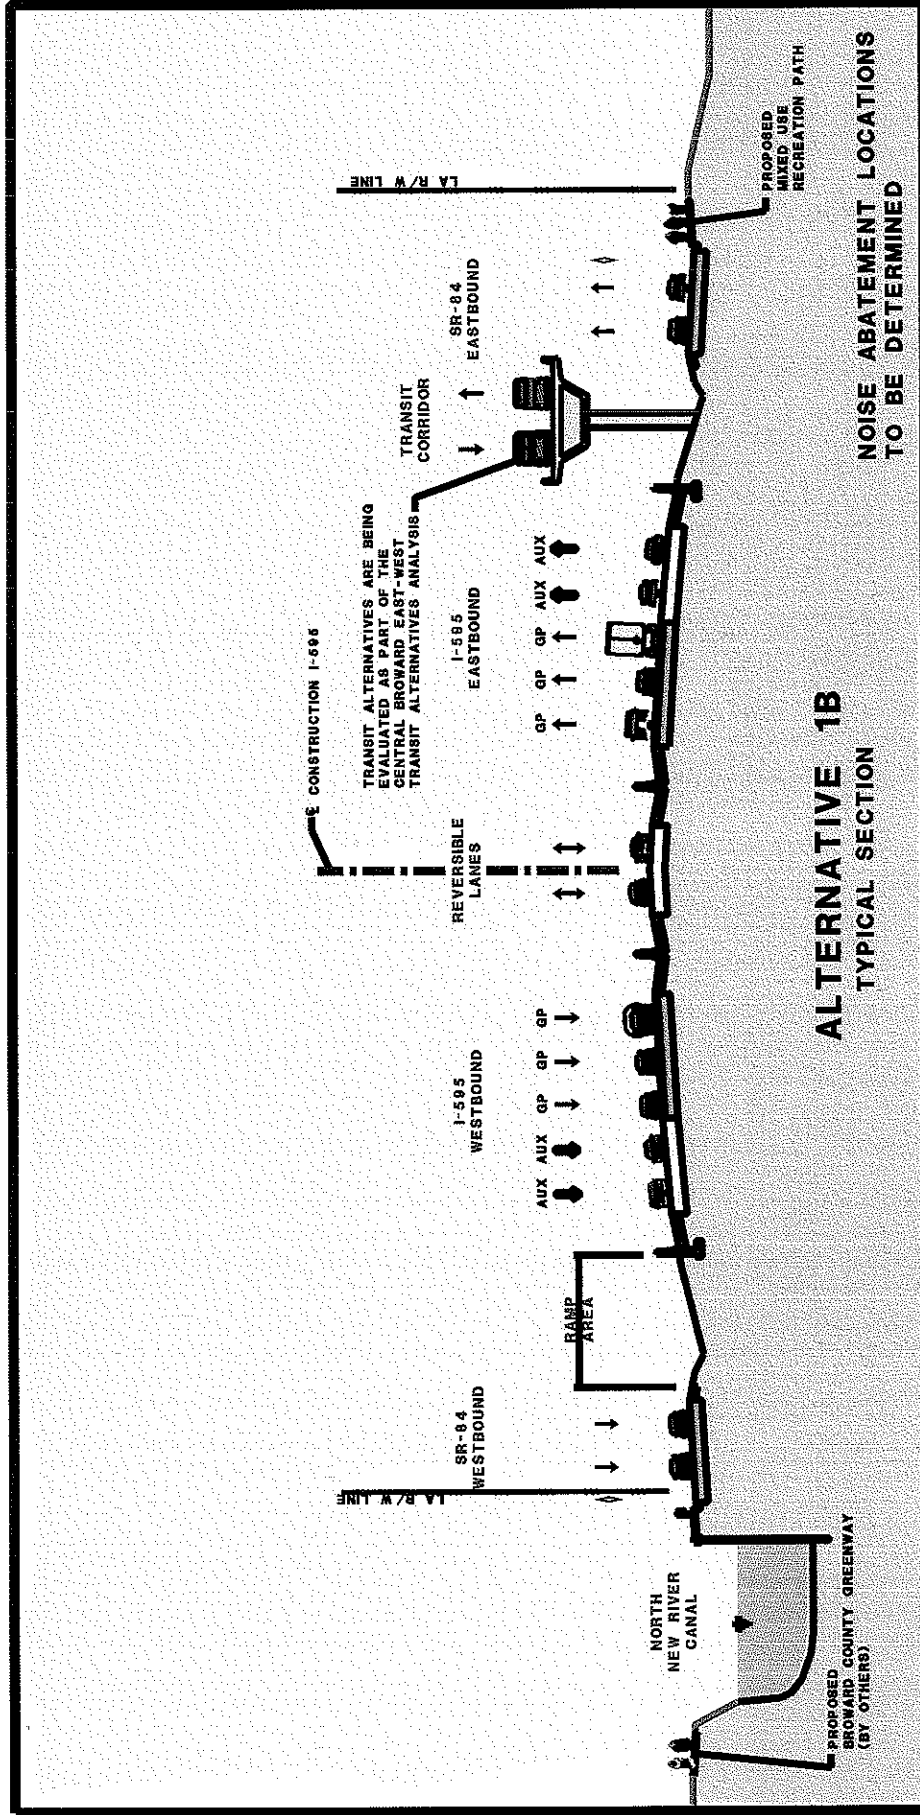 ℄ CONSTRUCTION I-595
TRANSIT ALTERNATIVES ARE BEING
EVALUATED AS PART OF THE
CENTRAL BROWARD EAST-WEST
TRANSIT ALTERNATIVES ANALYSIS
LA R/W LINE
SR-84
WESTBOUND
RAMP
AREA
I-595
WESTBOUND
AUX AUX GP GP GP
REVERSIBLE
LANES
I-595
EASTBOUND
GP GP GP AUX AUX
TRANSIT
CORRIDOR
SR-84
EASTBOUND
LA R/W LINE
NORTH
NEW RIVER
CANAL
PROPOSED
BROWARD COUNTY GREENWAY
(BY OTHERS)
PROPOSED
MIXED USE
RECREATION PATH
ALTERNATIVE 1B
TYPICAL SECTION
NOISE ABATEMENT LOCATIONS
TO BE DETERMINED